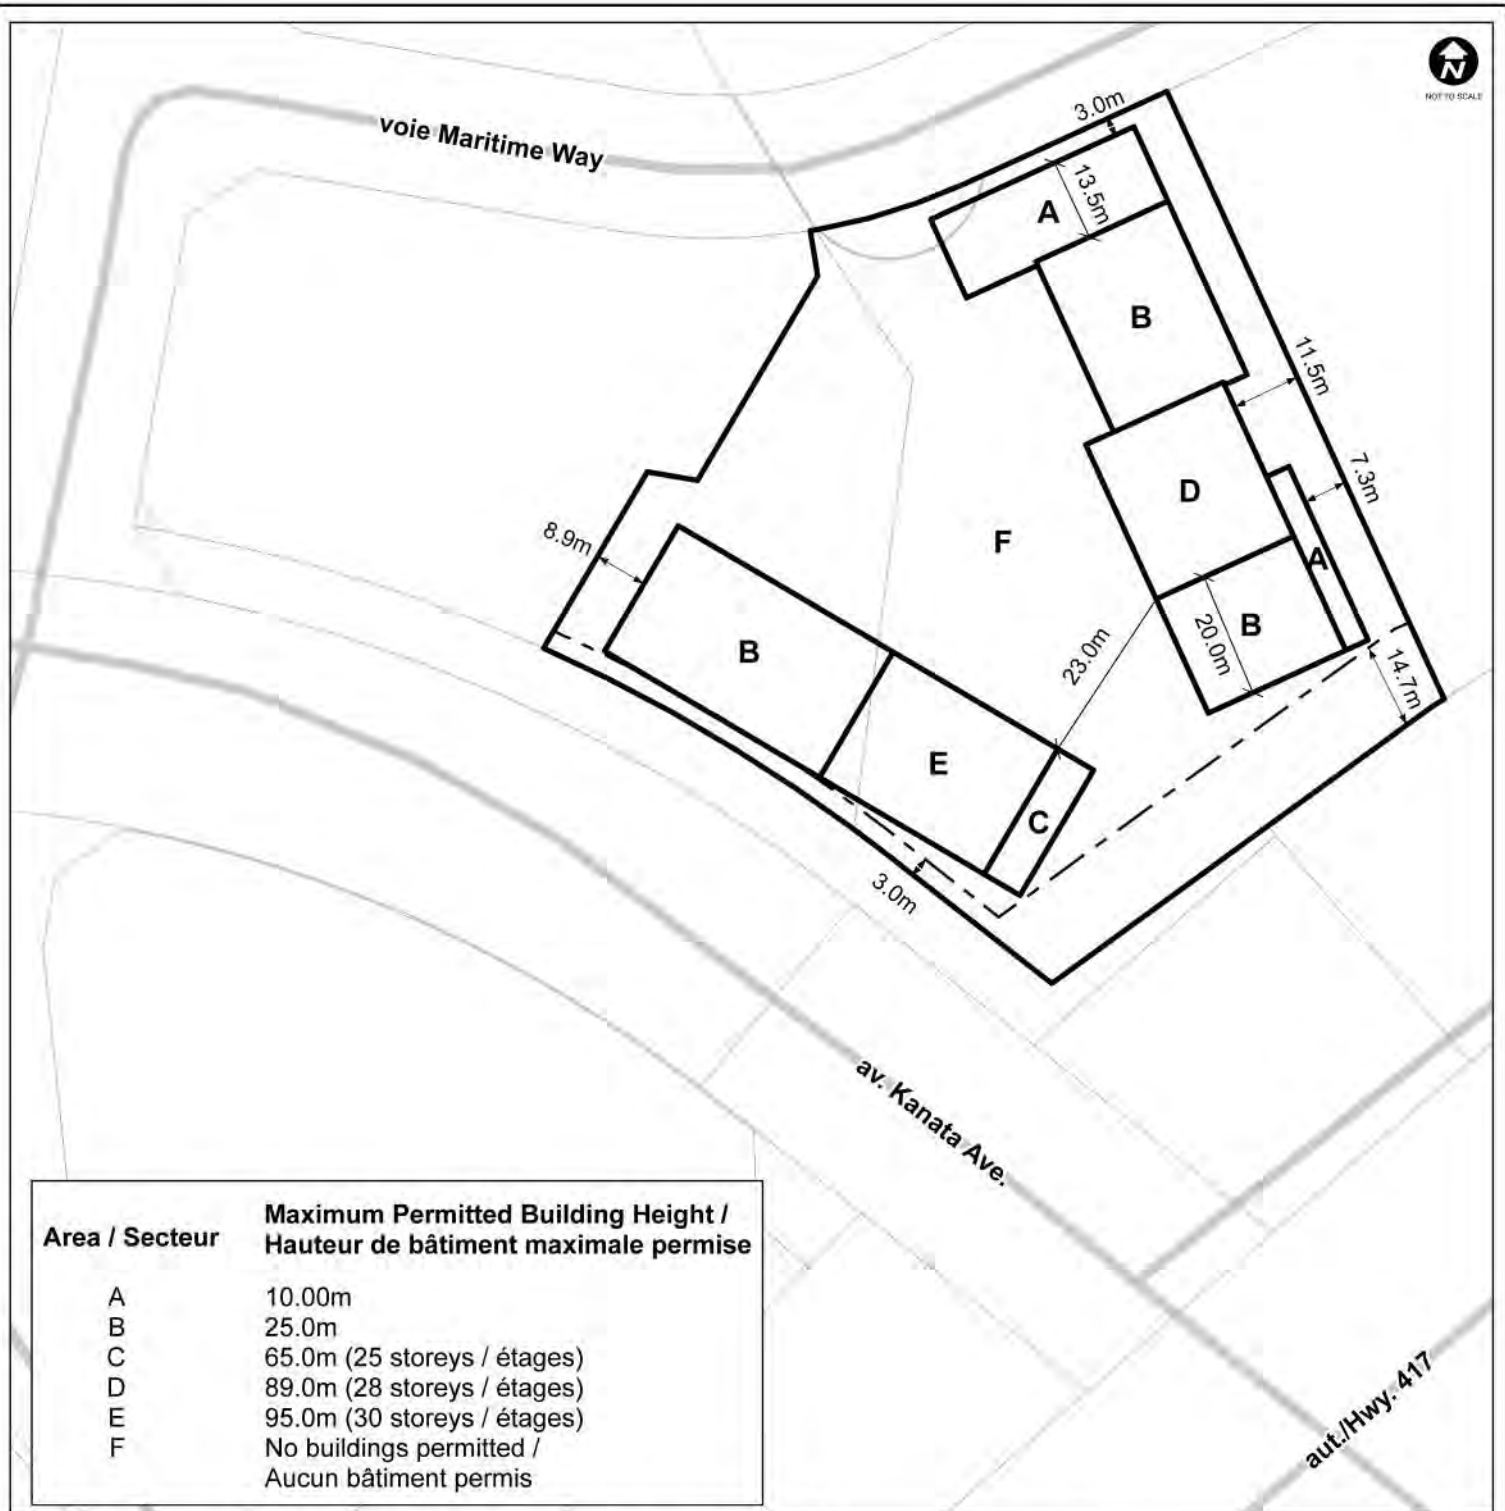 N
NOT TO SCALE
voie Maritime Way
3.0m
13.5m
A
B
11.5m
7.3m
D
8.9m
F
A
B
20.0m
B
23.0m
14.7m
E
C
3.0m
av. Kanata Ave.
aut./Hwy. 417
Area / Secteur
Maximum Permitted Building Height /
Hauteur de bâtiment maximale permise
A 10.00m
B 25.0m
C 65.0m (25 storeys / étages)
D 89.0m (28 storeys / étages)
E 95.0m (30 storeys / étages)
F No buildings permitted /
Aucun bâtiment permis